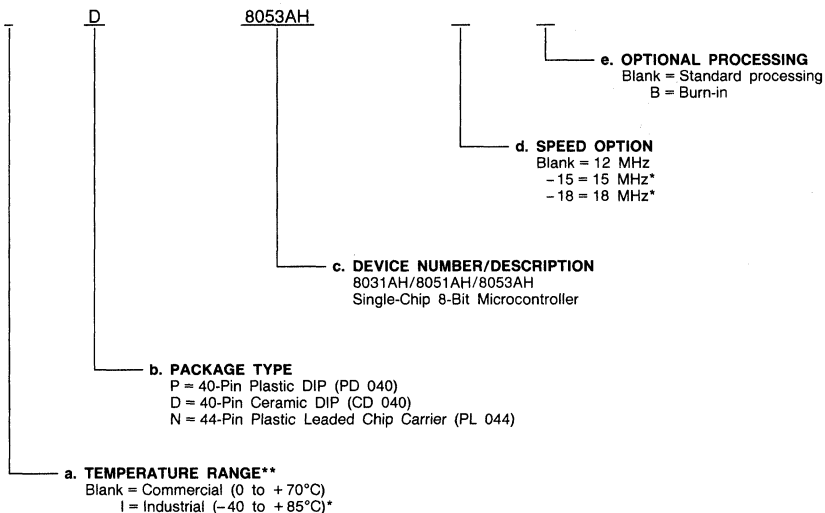 D 8053AH
e. OPTIONAL PROCESSING
Blank = Standard processing
B = Burn-in
d. SPEED OPTION
Blank = 12 MHz
-15 = 15 MHz*
-18 = 18 MHz*
c. DEVICE NUMBER/DESCRIPTION
8031AH/8051AH/8053AH
Single-Chip 8-Bit Microcontroller
b. PACKAGE TYPE
P = 40-Pin Plastic DIP (PD 040)
D = 40-Pin Ceramic DIP (CD 040)
N = 44-Pin Plastic Leaded Chip Carrier (PL 044)
a. TEMPERATURE RANGE**
Blank = Commercial (0 to +70°C)
I = Industrial (-40 to +85°C)*